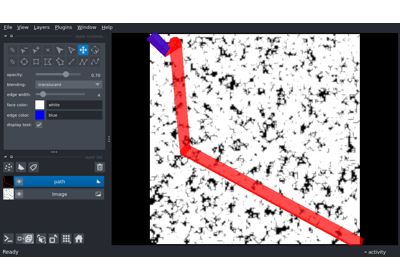 File View Layers Plugins Window Help
opacity: 0.70
blending: translucent
edge width: 4
face color: white
edge color: blue
display text: ✓
path
Image
Ready
activity